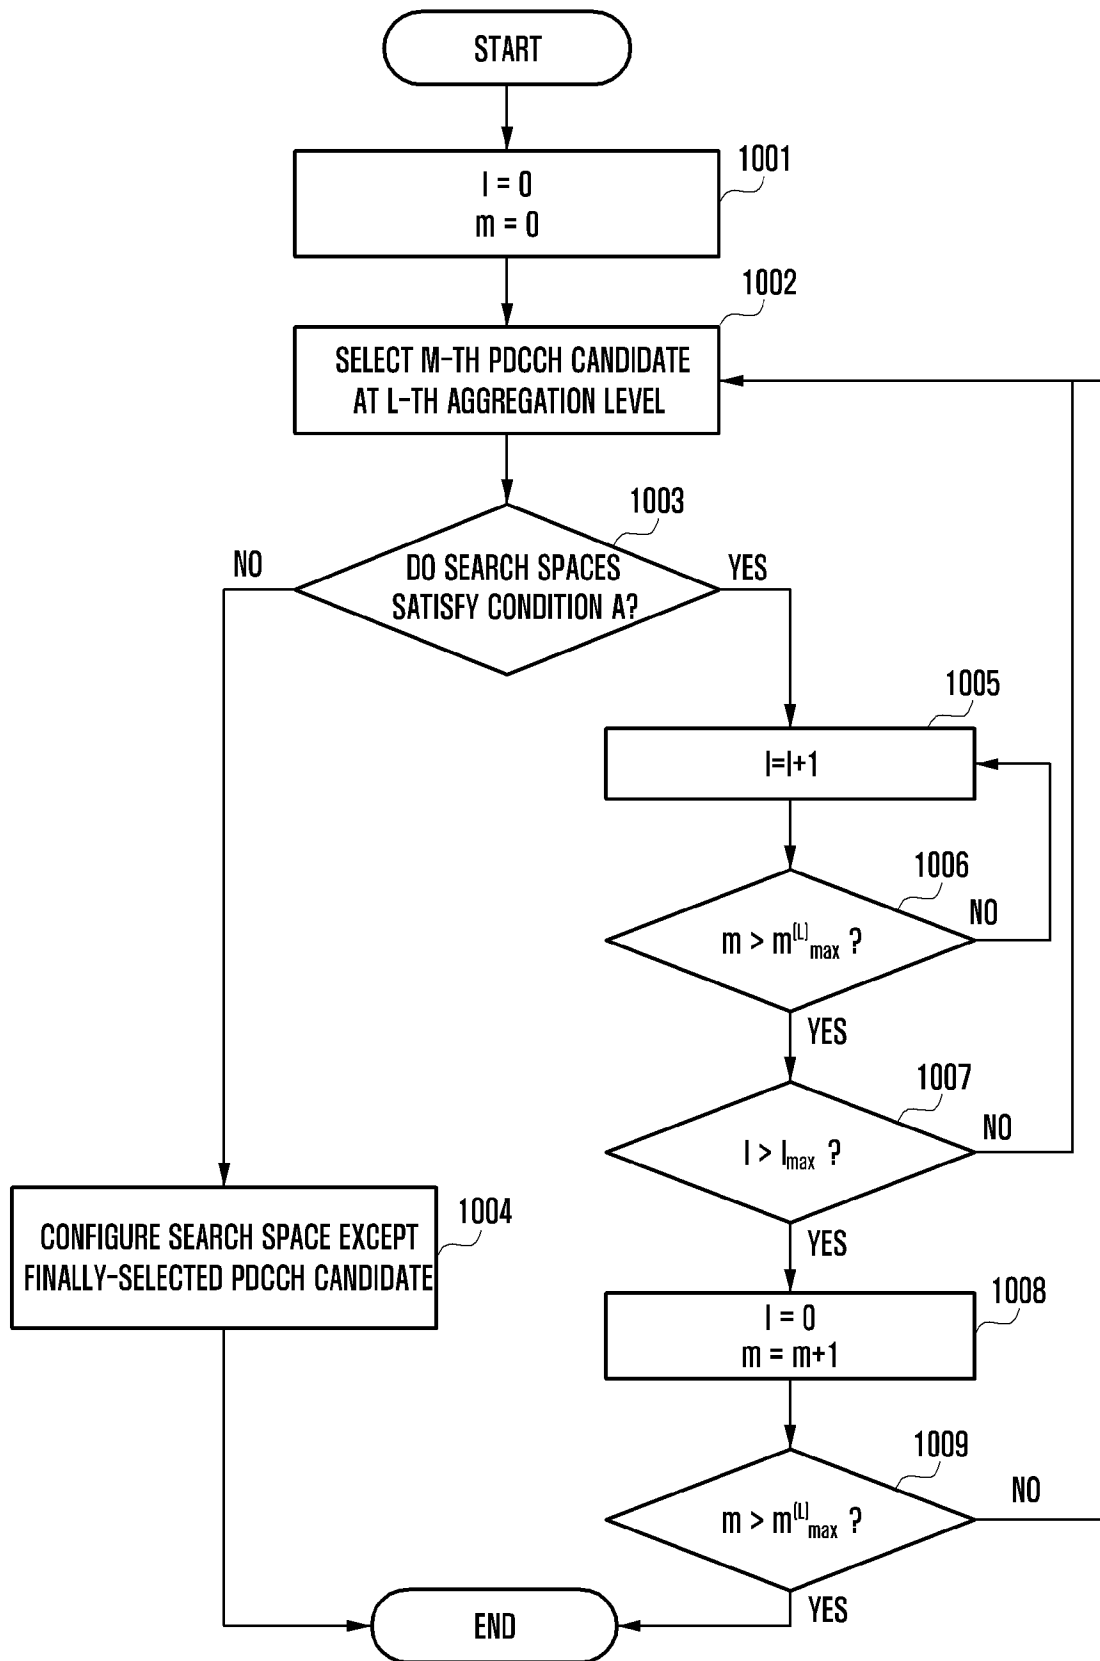 START
1001
l = 0
m = 0
1002
SELECT M-TH PDCCH CANDIDATE
AT L-TH AGGREGATION LEVEL
1003
NO
DO SEARCH SPACES
SATISFY CONDITION A?
YES
1005
l=l+1
1006
m > m^{[L]}_{max} ?
NO
YES
1007
l > l_{max} ?
NO
YES
1004
CONFIGURE SEARCH SPACE EXCEPT
FINALLY-SELECTED PDCCH CANDIDATE
1008
l = 0
m = m+1
1009
m > m^{[L]}_{max} ?
NO
YES
END